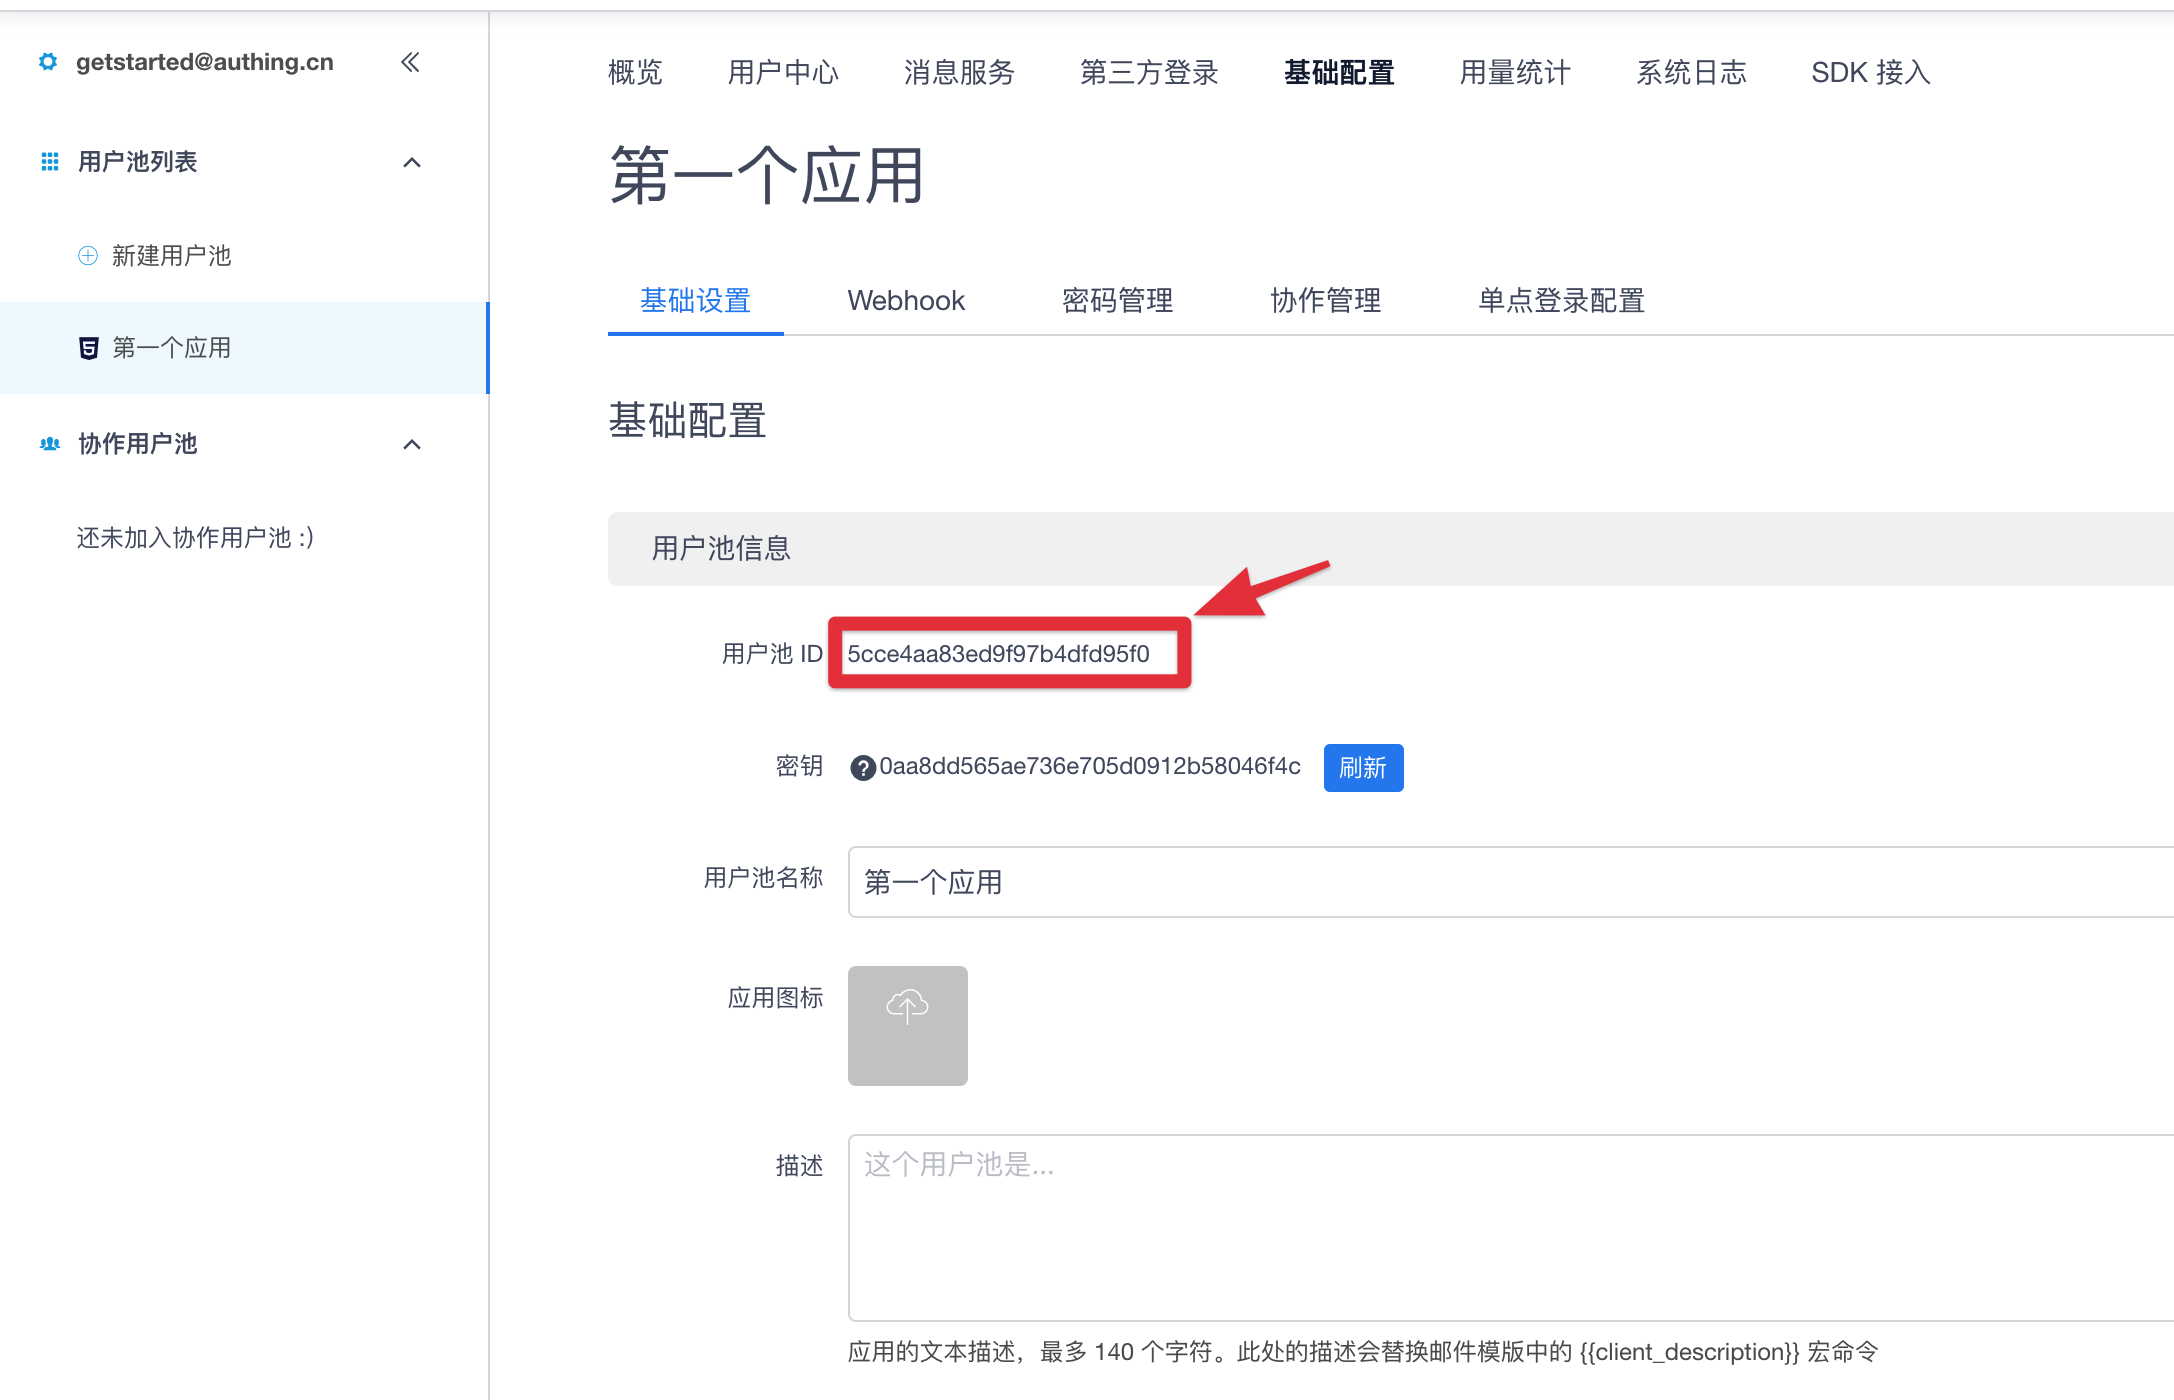 getstarted@authing.cn
用户池列表
新建用户池
第一个应用
协作用户池
还未加入协作用户池 :)
概览 用户中心 消息服务 第三方登录 基础配置 用量统计 系统日志 SDK 接入
第一个应用
基础设置 Webhook 密码管理 协作管理 单点登录配置
基础配置
用户池信息
用户池 ID 5cce4aa83ed9f97b4dfd95f0
密钥 0aa8dd565ae736e705d0912b58046f4c 刷新
用户池名称 第一个应用
应用图标
描述 这个用户池是...
应用的文本描述，最多 140 个字符。此处的描述会替换邮件模版中的 {{client_description}} 宏命令